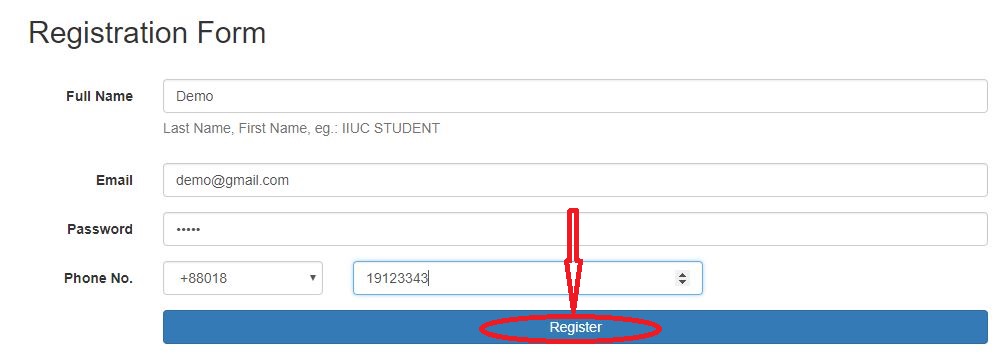 Registration Form
Full Name Demo
Last Name, First Name, eg.: IIUC STUDENT
Email demo@gmail.com
Password •••••
Phone No. +88018 19123343
Register